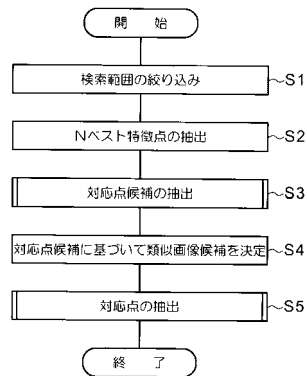 開 始
検索範囲の絞り込み ~S1
Nベスト特徴点の抽出 ~S2
対応点候補の抽出 ~S3
対応点候補に基づいて類似画像候補を決定 ~S4
対応点の抽出 ~S5
終 了